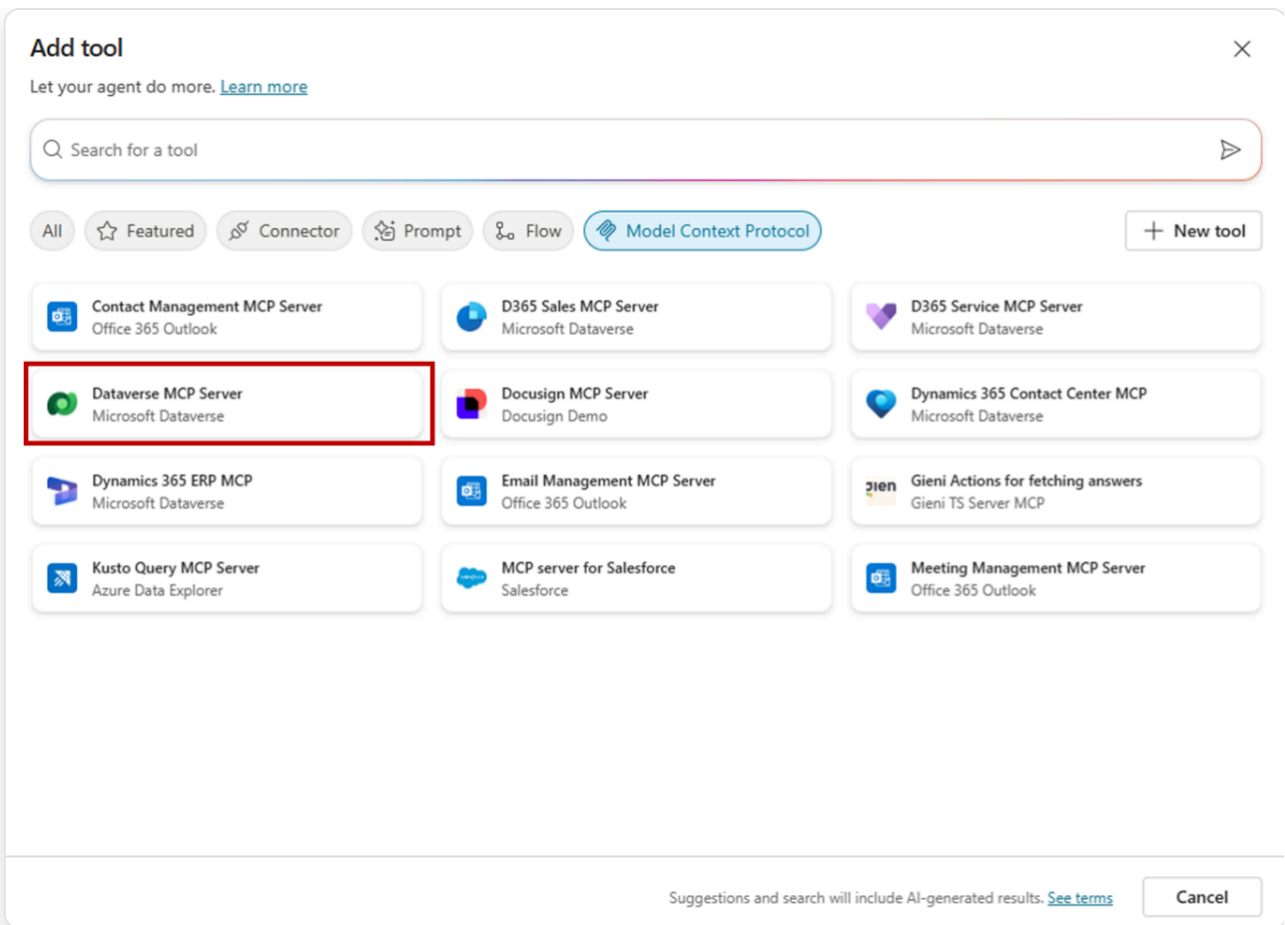 Add tool
Let your agent do more. Learn more
Search for a tool
All
Featured
Connector
Prompt
Flow
Model Context Protocol
New tool
Contact Management MCP Server
Office 365 Outlook
D365 Sales MCP Server
Microsoft Dataverse
D365 Service MCP Server
Microsoft Dataverse
Dataverse MCP Server
Microsoft Dataverse
Docusign MCP Server
Docusign Demo
Dynamics 365 Contact Center MCP
Microsoft Dataverse
Dynamics 365 ERP MCP
Microsoft Dataverse
Email Management MCP Server
Office 365 Outlook
gien
Gieni Actions for fetching answers
Gieni TS Server MCP
Kusto Query MCP Server
Azure Data Explorer
MCP server for Salesforce
Salesforce
Meeting Management MCP Server
Office 365 Outlook
Suggestions and search will include AI-generated results. See terms
Cancel